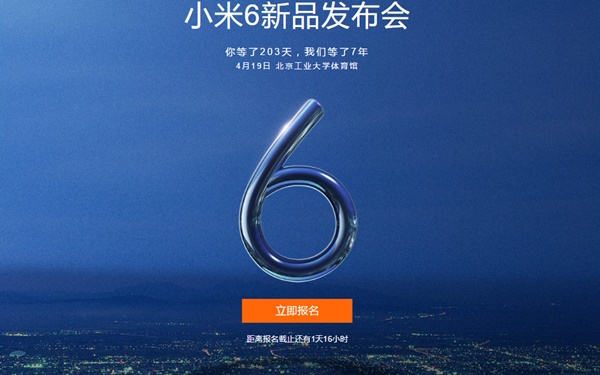 小米6新品发布会
你等了203天，我们等了7年
4月19日 北京工业大学体育馆
6
立即报名
距离报名截止还有1天16小时